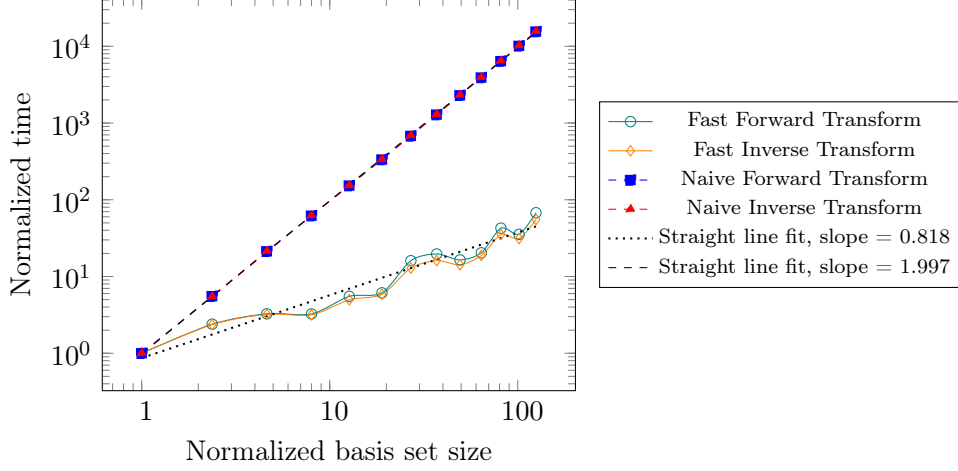 10^4
10^3
10^2
10^1
10^0
Normalized time
1
10
100
Normalized basis set size
Fast Forward Transform
Fast Inverse Transform
Naive Forward Transform
Naive Inverse Transform
Straight line fit, slope = 0.818
Straight line fit, slope = 1.997